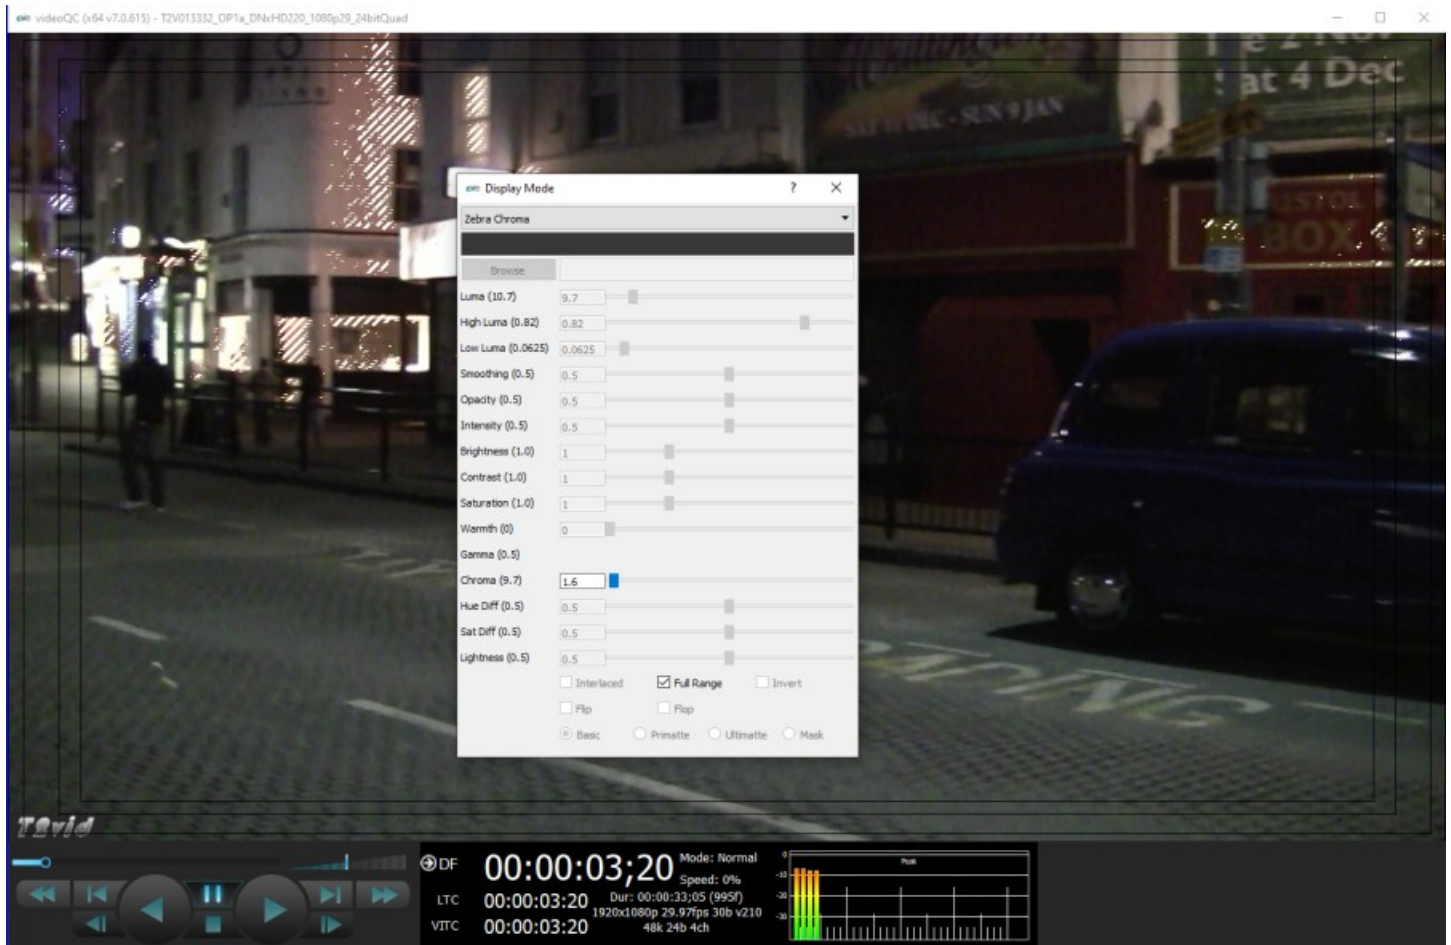 videoQC (x64 v7.0.615) - T2V013332_OP1a_DNxHD220_1080p29_24bitQuad
Sat 4 Dec
DEC - SUN 9 JAN
BOX
Display Mode
?
Zebra Chroma
Browse
Luma (10.7) 9.7
High Luma (0.82) 0.82
Low Luma (0.0625) 0.0625
Smoothing (0.5) 0.5
Opacity (0.5) 0.5
Intensity (0.5) 0.5
Brightness (1.0) 1
Contrast (1.0) 1
Saturation (1.0) 1
Warmth (0) 0
Gamma (0.5)
Chroma (9.7) 1.6
Hue Diff (0.5) 0.5
Sat Diff (0.5) 0.5
Lightness (0.5) 0.5
Interlaced Full Range Invert
Flip Flop
Basic Primatte Ultimatte Mask
T2vid
DF 00:00:03;20 Mode: Normal
Speed: 0%
LTC 00:00:03:20 Dur: 00:00:33;05 (995f)
1920x1080p 29.97fps 30b v210
VITC 00:00:03:20 48k 24b 4ch
Peak
0
-10
-20
-30